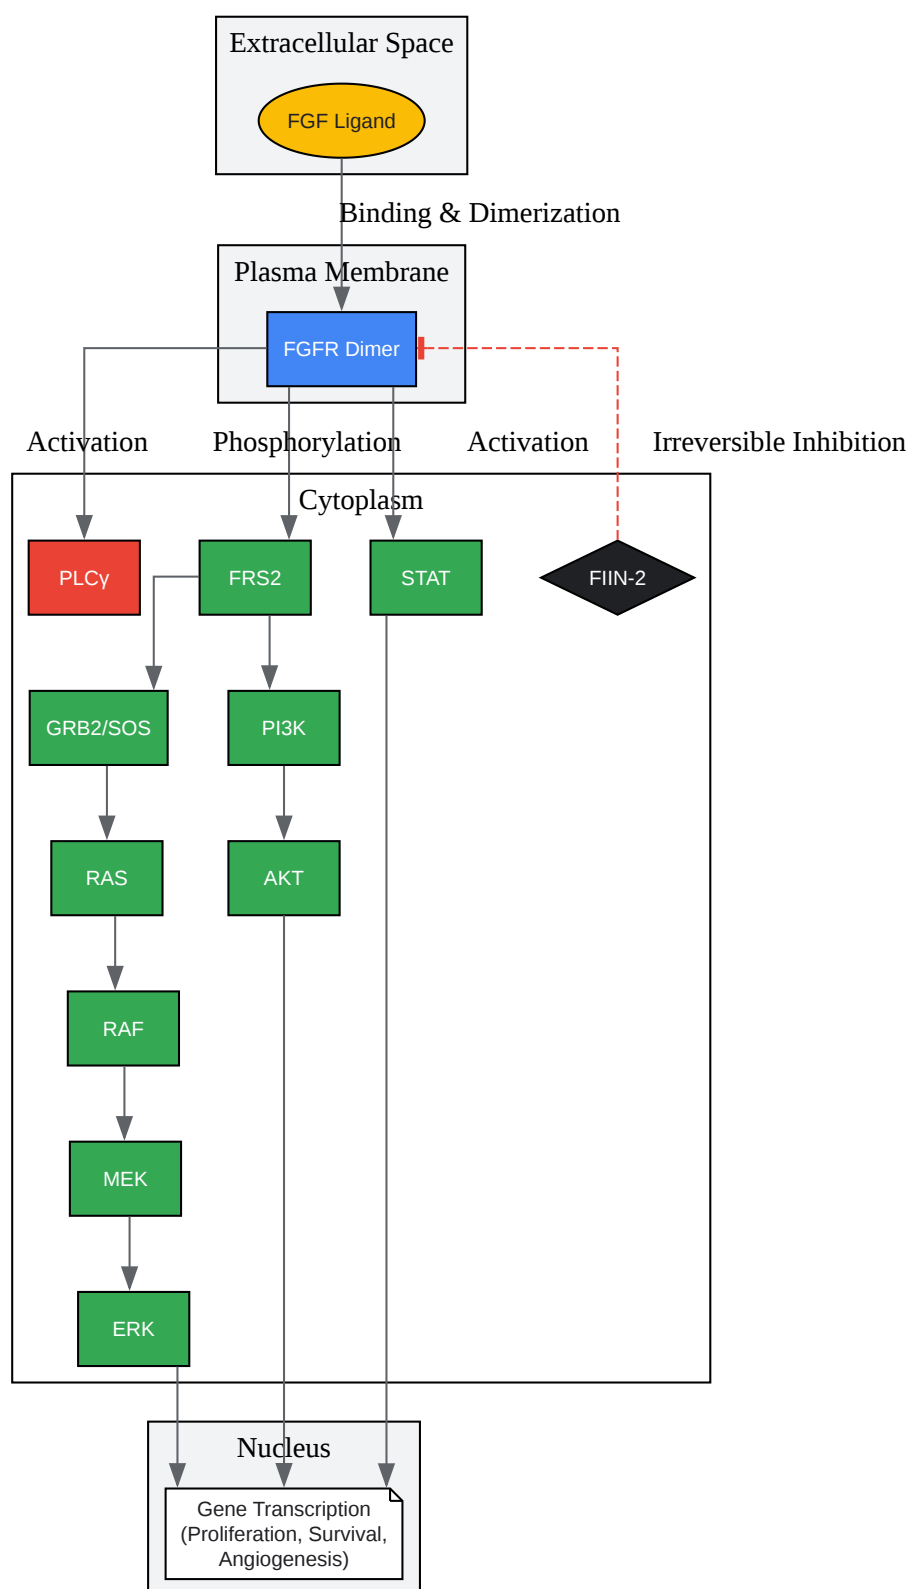 Extracellular Space
FGF Ligand
Binding & Dimerization
Plasma Membrane
FGFR Dimer
Activation
Phosphorylation
Activation
Irreversible Inhibition
Cytoplasm
PLCγ
FRS2
STAT
FIIN-2
GRB2/SOS
PI3K
RAS
AKT
RAF
MEK
ERK
Nucleus
Gene Transcription
(Proliferation, Survival,
Angiogenesis)